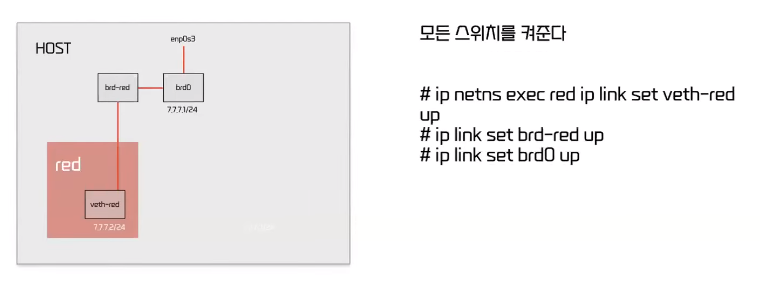 HOST
enp0s3
brd-red
brd0
7.7.7.1/24
red
veth-red
7.7.7.2/24
모든 스위치를 켜준다
# ip netns exec red ip link set veth-red
up
# ip link set brd-red up
# ip link set brd0 up